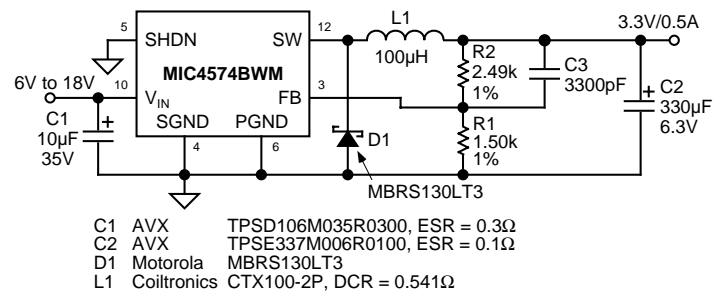 3.3V/0.5A
L1
100µH
5
SHDN
SW
12
MIC4574BWM
6V to 18V
10
VIN
FB
3
SGND
PGND
4
6
C1
10µF
35V
+
D1
MBRS130LT3
R2
2.49k
1%
R1
1.50k
1%
C3
3300pF
+
C2
330µF
6.3V
C1 AVX TPSD106M035R0300, ESR = 0.3Ω
C2 AVX TPSE337M006R0100, ESR = 0.1Ω
D1 Motorola MBRS130LT3
L1 Coiltronics CTX100-2P, DCR = 0.541Ω